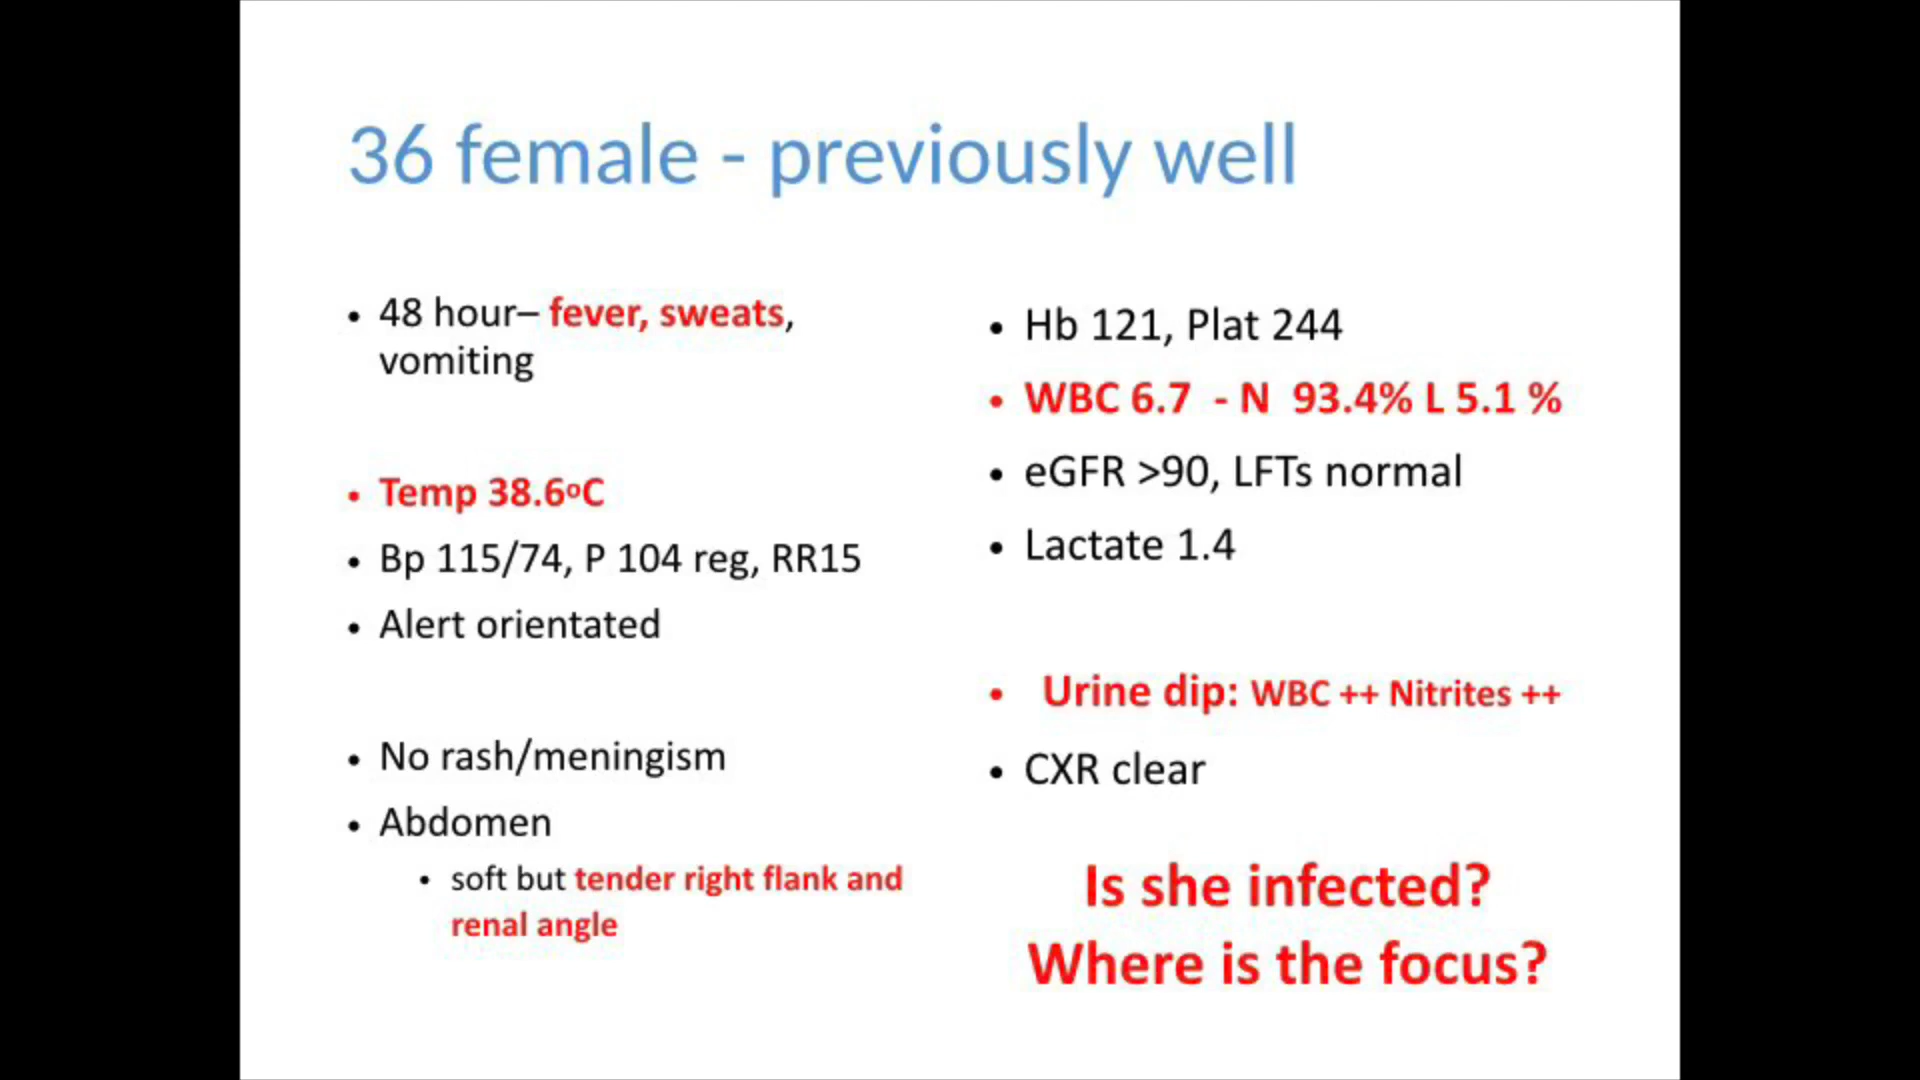 36 female - previously well
• 48 hour– fever, sweats,
vomiting
• Temp 38.6ºC
• Bp 115/74, P 104 reg, RR15
• Alert orientated
• No rash/meningism
• Abdomen
• soft but tender right flank and
renal angle
• Hb 121, Plat 244
• WBC 6.7 - N 93.4% L 5.1 %
• eGFR >90, LFTs normal
• Lactate 1.4
• Urine dip: WBC ++ Nitrites ++
• CXR clear
Is she infected?
Where is the focus?